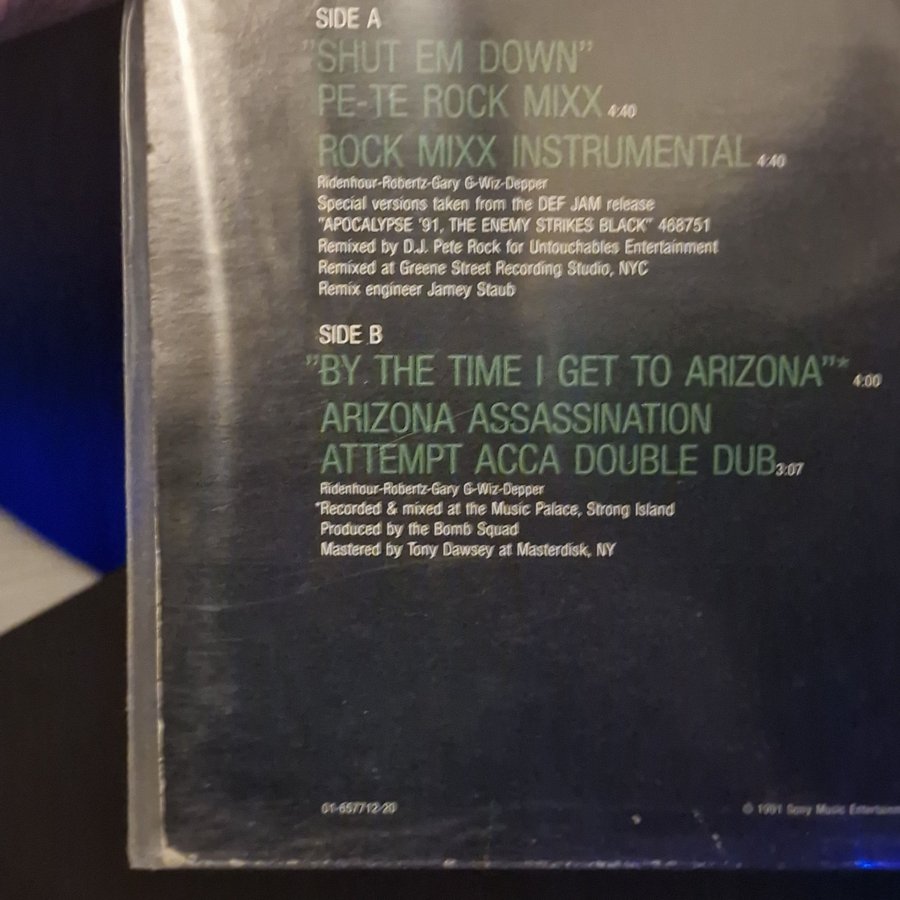 SIDE A
"SHUT EM DOWN"
PE-TE ROCK MIXX 4:40
ROCK MIXX INSTRUMENTAL 4:40
Ridenhour-Robertz-Gary G-Wiz-Depper
Special versions taken from the DEF JAM release
"APOCALYPSE '91, THE ENEMY STRIKES BLACK" 468751
Remixed by D.J. Pete Rock for Untouchables Entertainment
Remixed at Greene Street Recording Studio, NYC
Remix engineer Jamey Staub
SIDE B
"BY THE TIME I GET TO ARIZONA"* 4:00
ARIZONA ASSASSINATION
ATTEMPT ACCA DOUBLE DUB 3:07
Ridenhour-Robertz-Gary G-Wiz-Depper
*Recorded & mixed at the Music Palace, Strong Island
Produced by the Bomb Squad
Mastered by Tony Dawsey at Masterdisk, NY
01-657712-20
© 1991 Sony Music